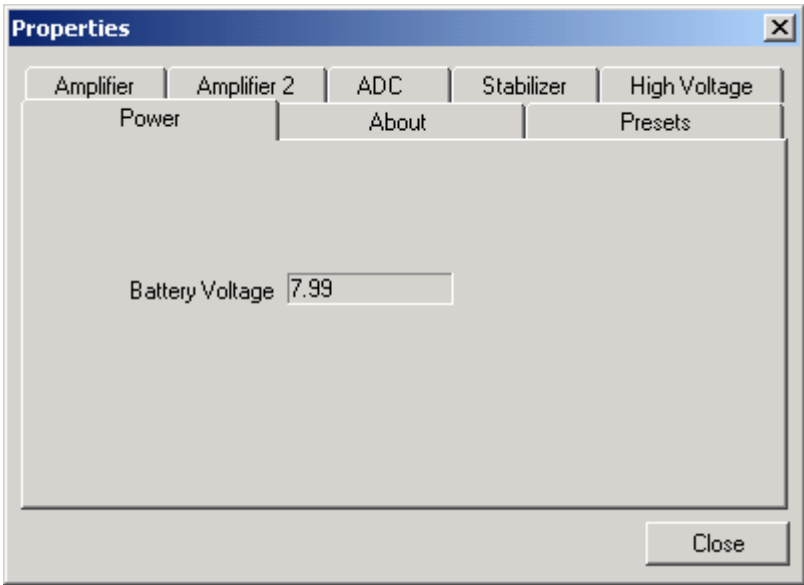 Properties
Amplifier Amplifier 2 ADC Stabilizer High Voltage
Power About Presets
Battery Voltage 7.99
Close